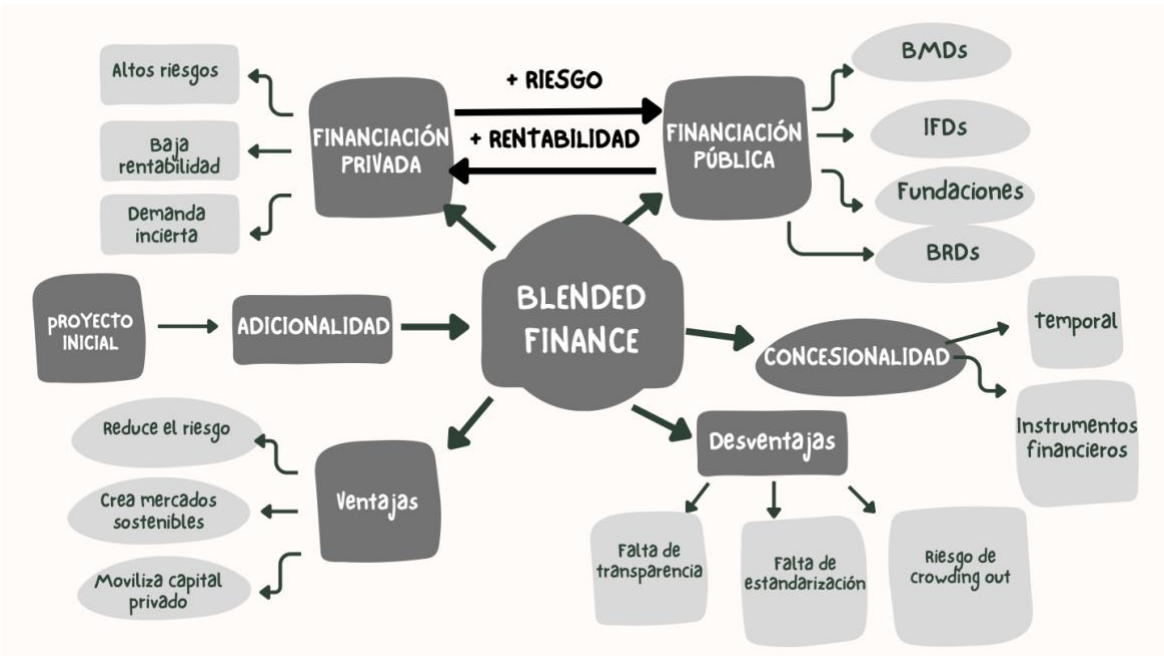 Altos riesgos
Baja
rentabilidad
Demanda
incierta
FINANCIACIÓN
PRIVADA
+ RIESGO
+ RENTABILIDAD
FINANCIACIÓN
PÚBLICA
BMDs
IFDs
Fundaciones
BRDs
PROYECTO
INICIAL
ADICIONALIDAD
BLENDED
FINANCE
CONCESIONALIDAD
Temporal
Instrumentos
financieros
Reduce el riesgo
Crea mercados
sostenibles
Moviliza capital
privado
Ventajas
Desventajas
Falta de
transparencia
Falta de
estandarización
Riesgo de
crowding out